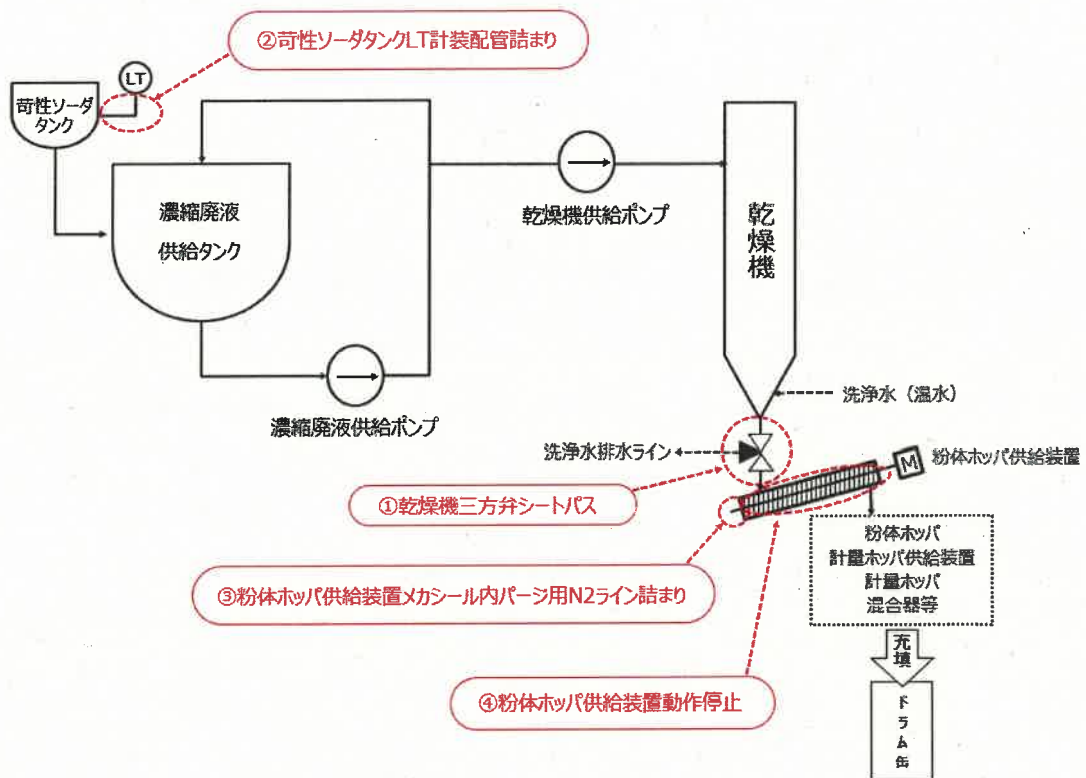 ②苛性ソーダタンクLT計装配管詰まり
LT
苛性ソーダ
タンク
濃縮廃液
供給タンク
乾燥機供給ポンプ
乾燥機
濃縮廃液供給ポンプ
洗浄水（温水）
洗浄水排水ライン
M
粉体ホッパ供給装置
①乾燥機三方弁シートパス
粉体ホッパ
計量ホッパ供給装置
計量ホッパ
混合器等
③粉体ホッパ供給装置メカシール内パージ用N2ライン詰まり
充填
④粉体ホッパ供給装置動作停止
ドラム缶